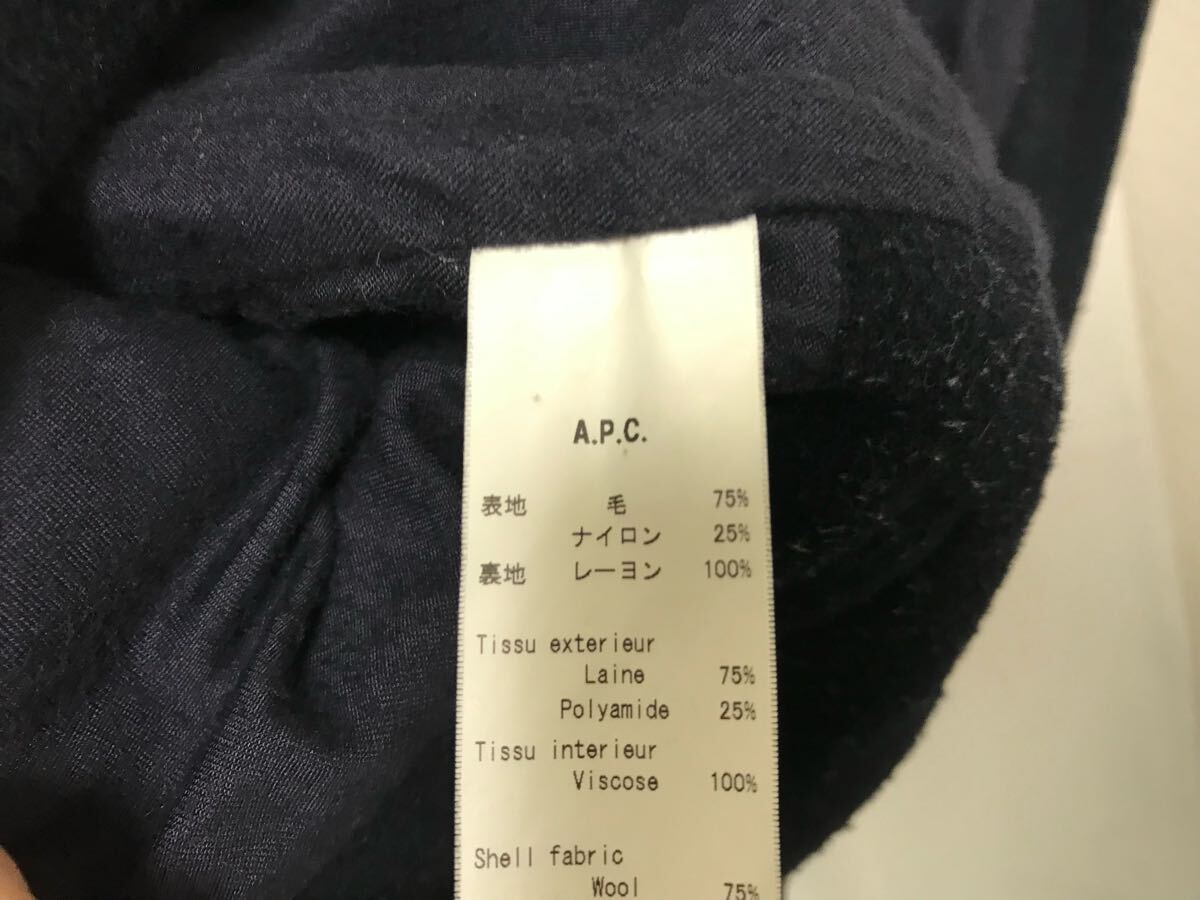 A.P.C.
表地 毛 75%
ナイロン 25%
裏地 レーヨン 100%
Tissu exterieur
Laine 75%
Polyamide 25%
Tissu interieur
Viscose 100%
Shell fabric
Wool 75%